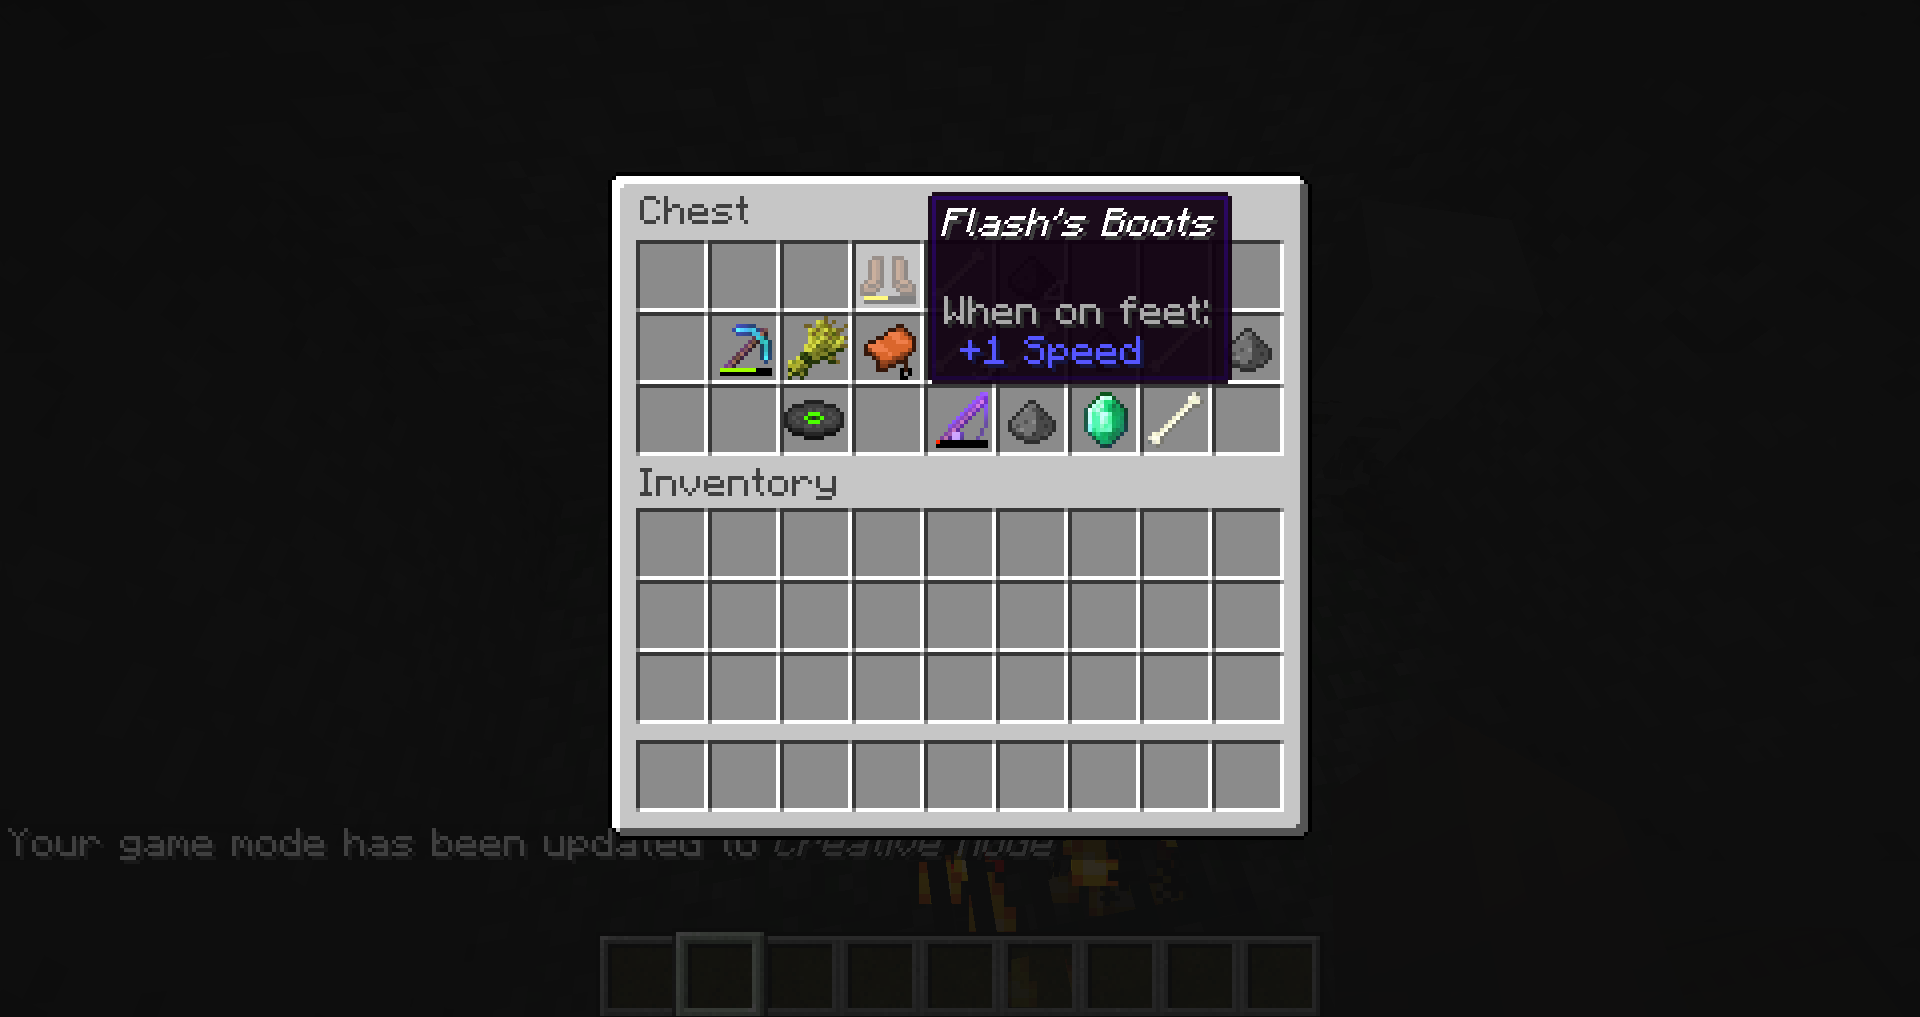 Chest
Flash's Boots
When on feet:
+1 Speed
Inventory
Your game mode has been updated to Creative Mode